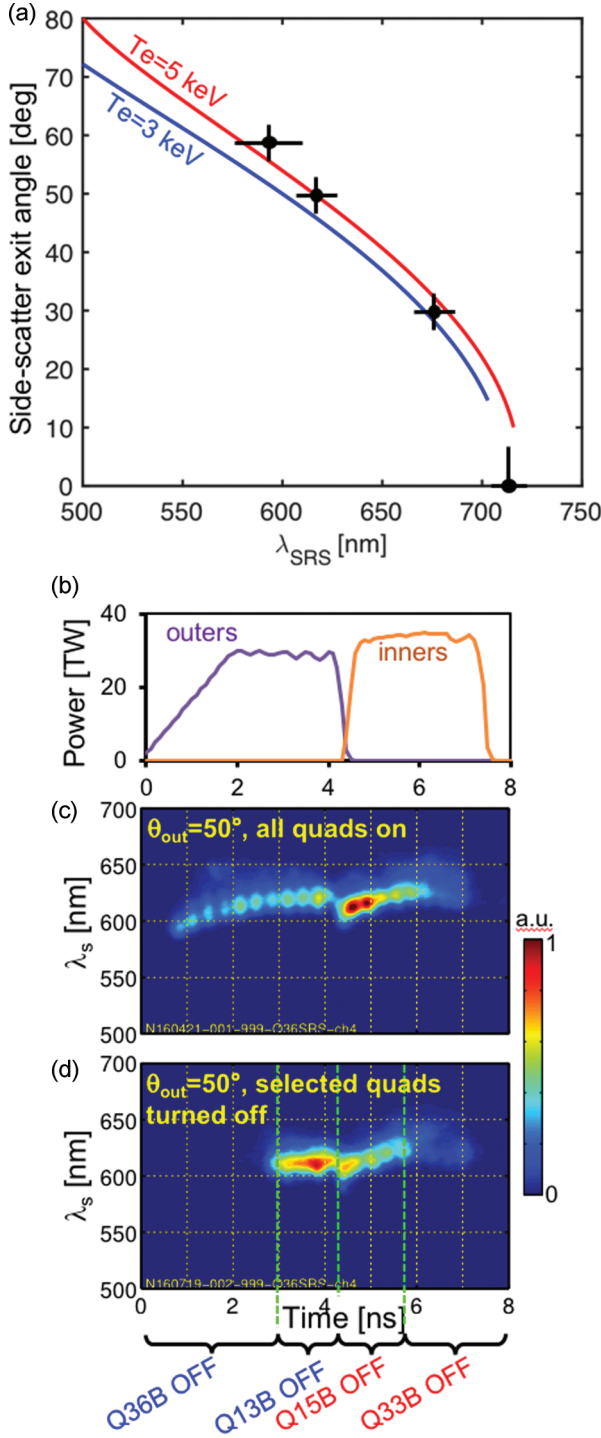 (a)
80
70
60
50
40
30
20
10
0
Side-scatter exit angle [deg]
Te=5 keV
Te=3 keV
500 550 600 650 700 750
λSRS [nm]
(b)
40
20
0
Power [TW]
outers
inners
0 2 4 6 8
(c)
700
650
600
550
500
λs [nm]
θout=50°, all quads on
N160421-001-999-Q36SRS-ch4
a.u.
1
0
(d)
700
650
600
550
500
λs [nm]
θout=50°, selected quads
turned off
N160719-002-999-Q36SRS-ch4
0 2 4 6 8
Time [ns]
Q36B OFF
Q13B OFF
Q15B OFF
Q33B OFF